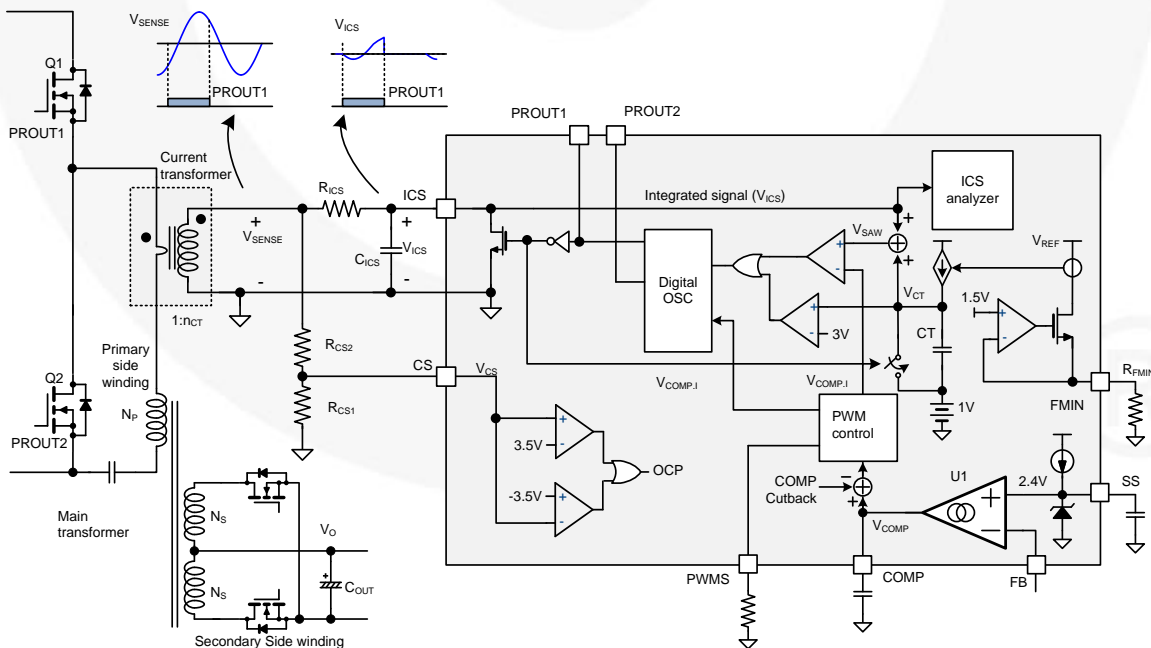 VSENSE
VICS
Q1
PROUT1
PROUT1
PROUT1
PROUT1
PROUT2
Current
transformer
RICS
ICS
Integrated signal (VICS)
ICS
analyzer
+
VSENSE
-
+
VICS
-
CICS
1:nCT
Digital
OSC
VSAW
+
+
+
-
VREF
VCT
+
-
3V
CT
1.5V
+
-
Primary
side
winding
NP
RCS2
CS
VCS
RCS1
VCOMP.I
VCOMP.I
1V
RFMIN
FMIN
Q2
PROUT2
+
-
3.5V
OCP
-3.5V
+
-
PWM
control
COMP
Cutback
-
+
U1
2.4V
SS
+
-
VCOMP
Main
transformer
NS
NS
VO
+
COUT
PWMS
COMP
FB
Secondary Side winding